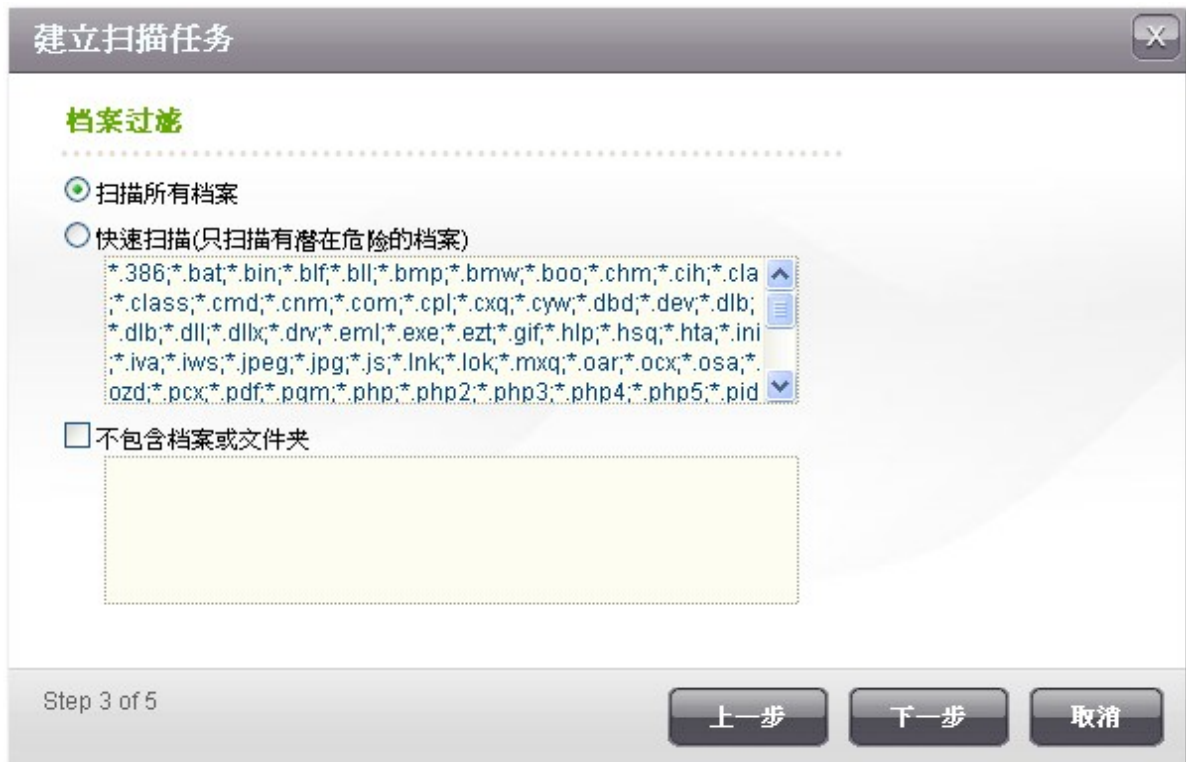 建立扫描任务
X
档案过滤
扫描所有档案
快速扫描(只扫描有潜在危险的档案)
*.386;*.bat;*.bin;*.blf;*.bll;*.bmp;*.bmw;*.boo;*.chm;*.cih;*.cla
;*.class;*.cmd;*.cnm;*.com;*.cpl;*.cxq;*.cyw;*.dbd;*.dev;*.dlb;
*.dlb;*.dll;*.dllx;*.drv;*.eml;*.exe;*.ezt;*.gif;*.hlp;*.hsq;*.hta;*.ini
;*.iva;*.iws;*.jpeg;*.jpg;*.js;*.lnk;*.lok;*.mxq;*.oar;*.ocx;*.osa;*.
ozd;*.pcx;*.pdf;*.pqm;*.php;*.php2;*.php3;*.php4;*.php5;*.pid
不包含档案或文件夹
Step 3 of 5
上一步
下一步
取消